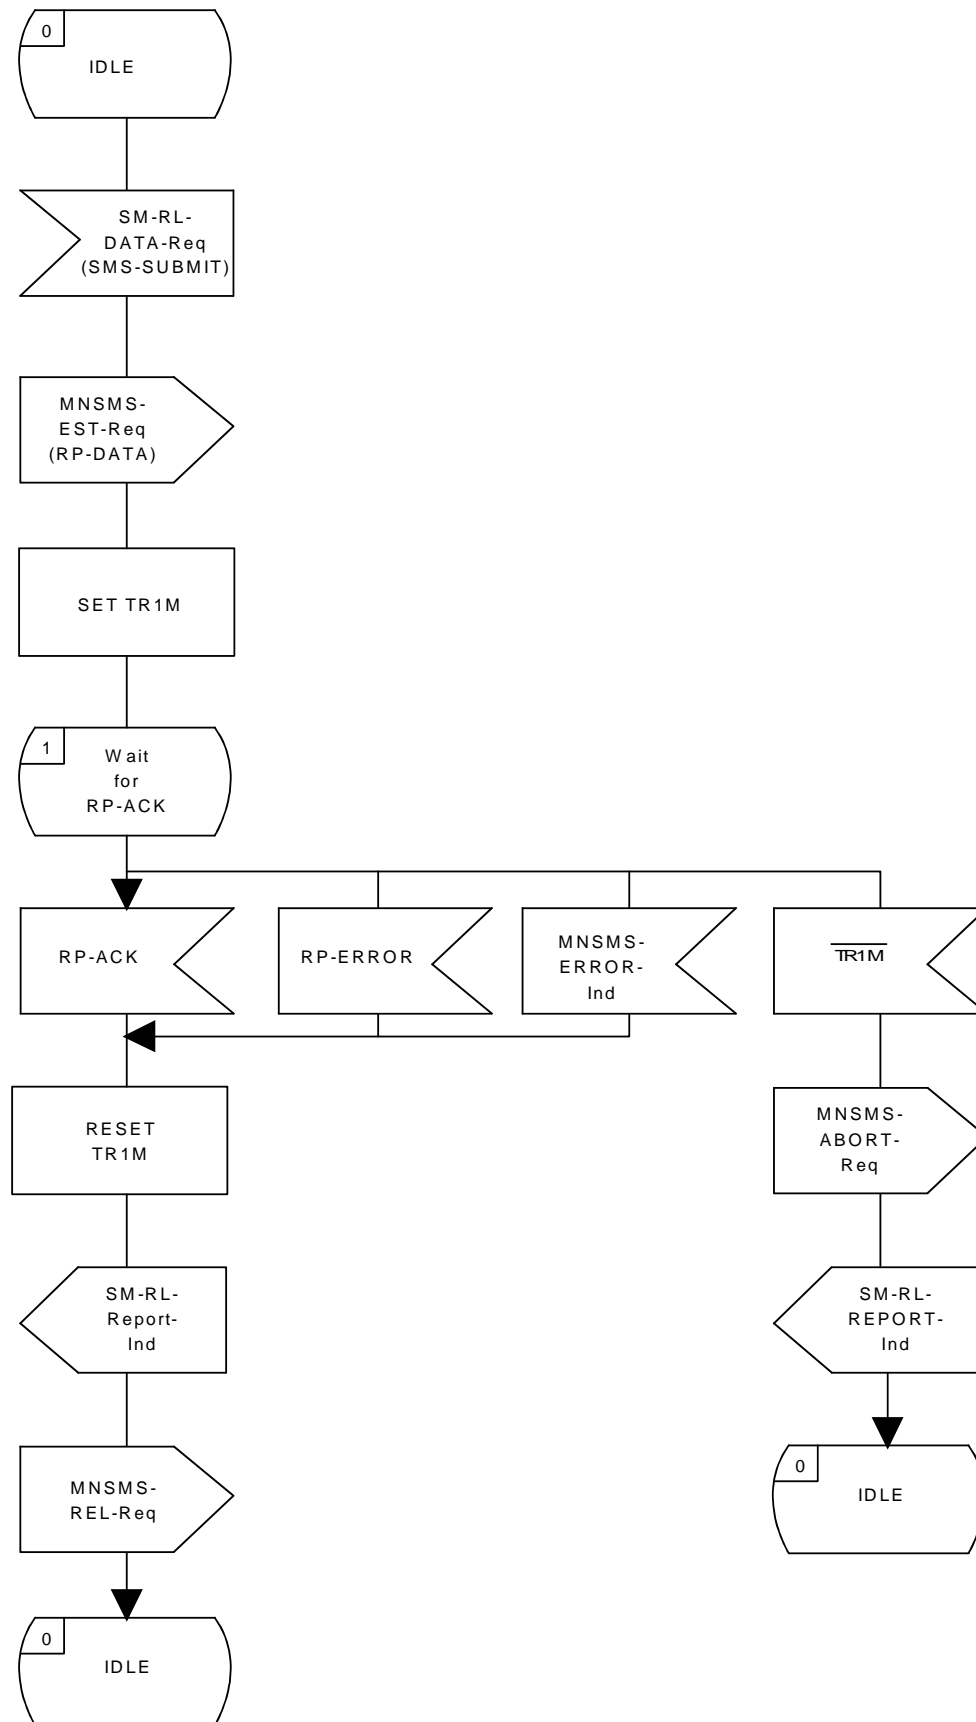 0
IDLE
SM-RL-
DATA-Req
(SMS-SUBMIT)
MNSMS-
EST-Req
(RP-DATA)
SET TR1M
1
Wait
for
RP-ACK
RP-ACK
RP-ERROR
MNSMS-
ERROR-
Ind
TR1M
RESET
TR1M
MNSMS-
ABORT-
Req
SM-RL-
Report-
Ind
SM-RL-
REPORT-
Ind
MNSMS-
REL-Req
0
IDLE
0
IDLE